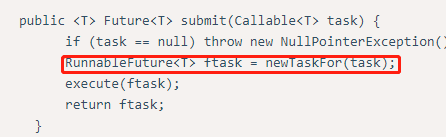 public <T> Future<T> submit(Callable<T> task) {
if (task == null) throw new NullPointerException()
RunnableFuture<T> ftask = newTaskFor(task);
execute(ftask);
return ftask;
}